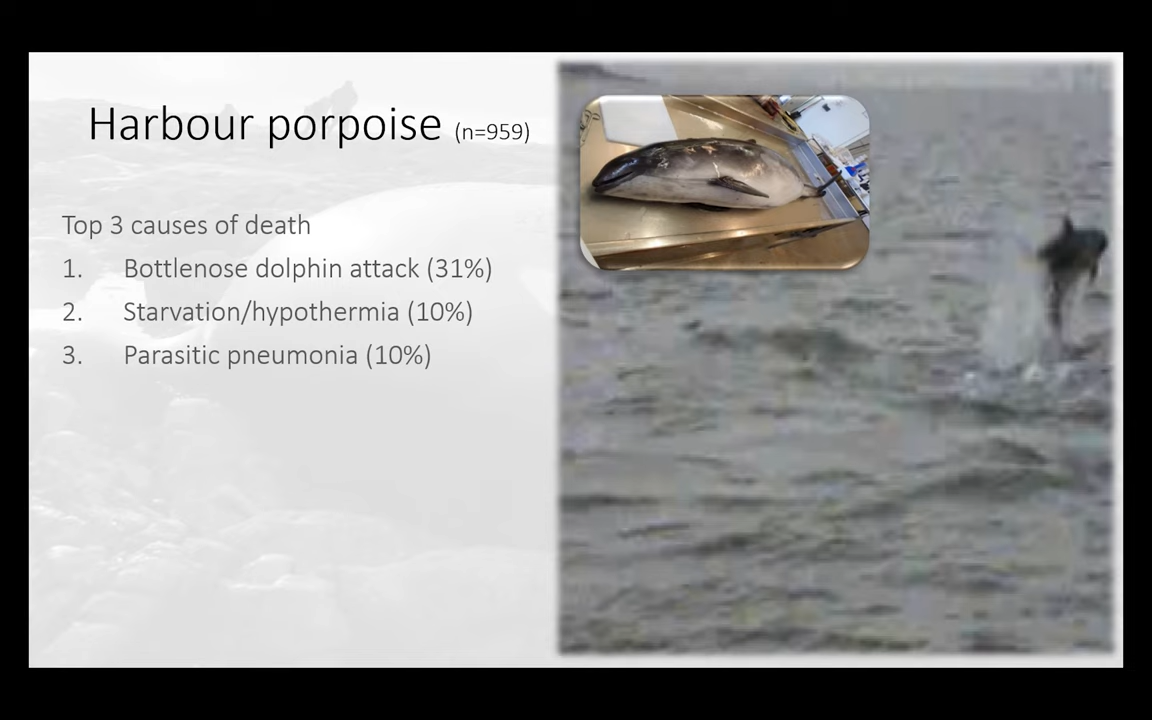 Harbour porpoise (n=959)
Top 3 causes of death
1. Bottlenose dolphin attack (31%)
2. Starvation/hypothermia (10%)
3. Parasitic pneumonia (10%)